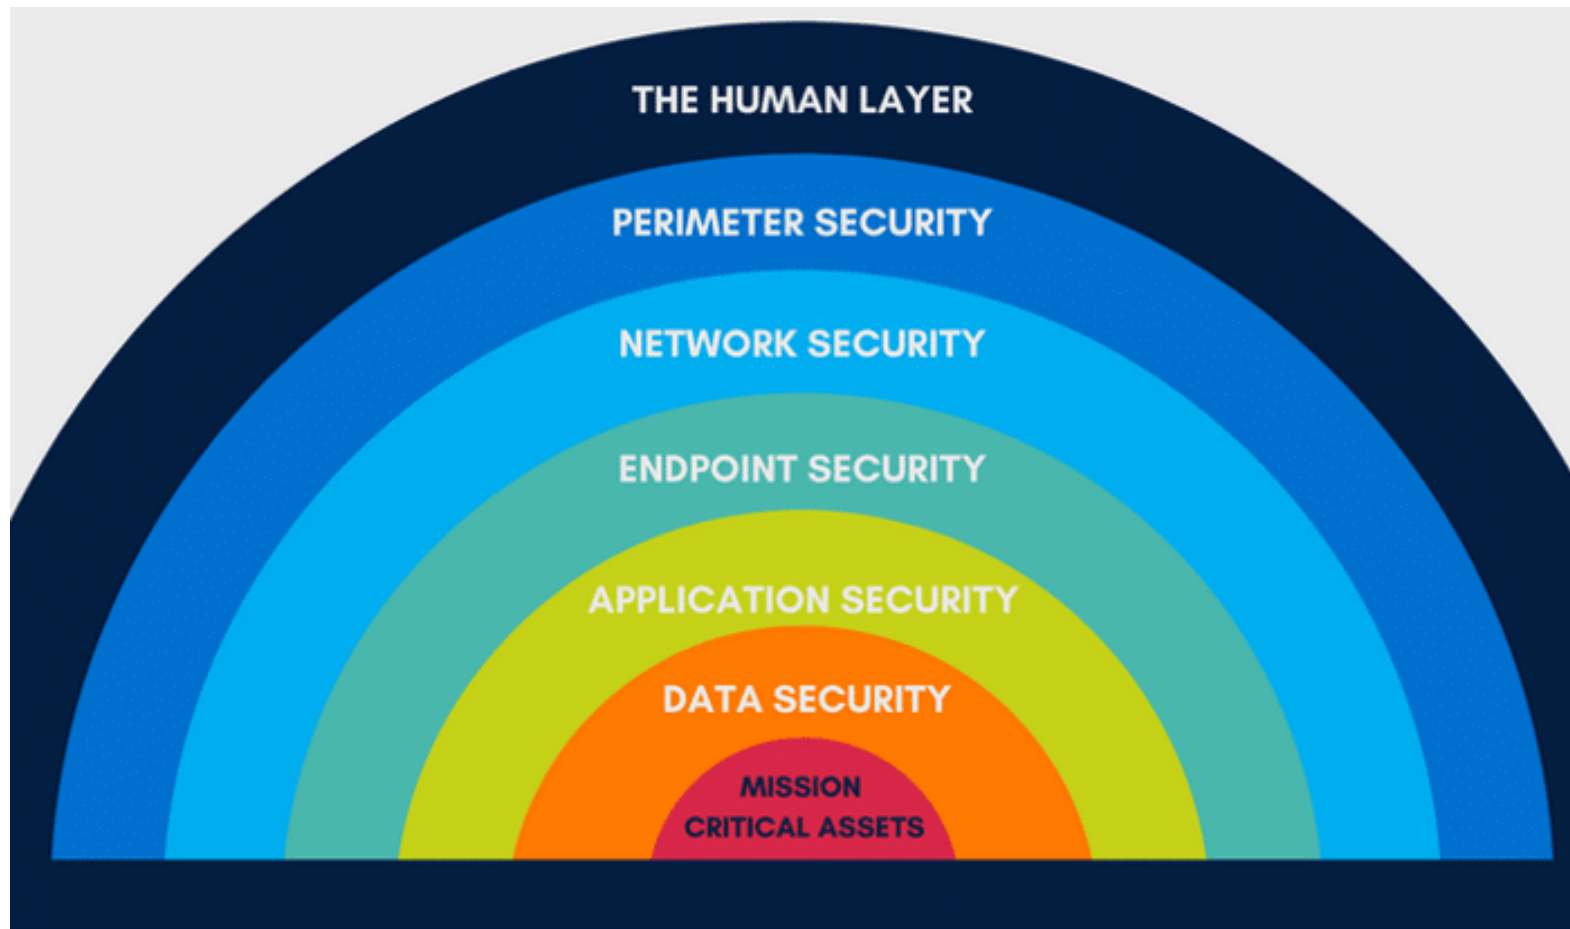 THE HUMAN LAYER
PERIMETER SECURITY
NETWORK SECURITY
ENDPOINT SECURITY
APPLICATION SECURITY
DATA SECURITY
MISSION
CRITICAL ASSETS